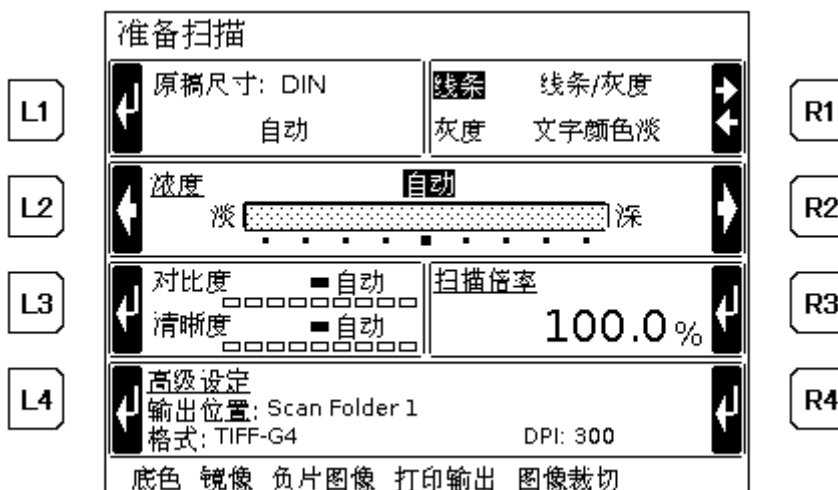 准备扫描
L1
原稿尺寸: DIN
自动
线条 线条/灰度
灰度 文字颜色淡
R1
L2
浓度 自动
淡 深
R2
L3
对比度 自动
清晰度 自动
扫描倍率
100.0%
R3
L4
高级设定
输出位置: Scan Folder 1
格式: TIFF-G4 DPI: 300
R4
底色 镜像 负片图像 打印输出 图像裁切